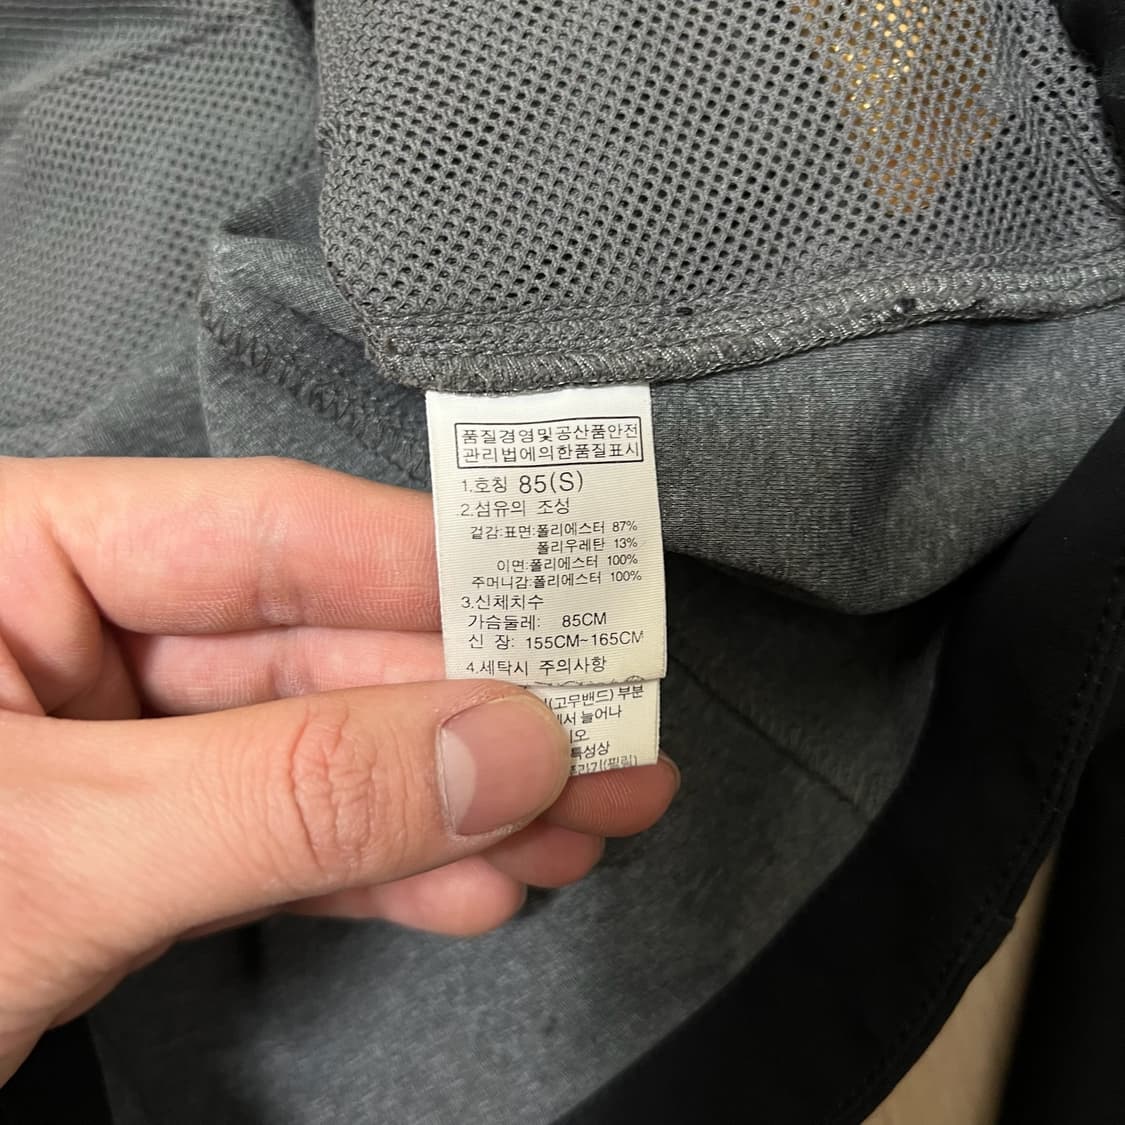 품질경영및공산품안전
관리법에의한품질표시
1.호칭 85(S)
2.섬유의 조성
겉감:표면:폴리에스터 87%
폴리우레탄 13%
이면:폴리에스터 100%
주머니감:폴리에스터 100%
3.신체치수
가슴둘레: 85CM
신 장: 155CM~165CM
4.세탁시 주의사항
(고무밴드) 부분
늘어나
특성상